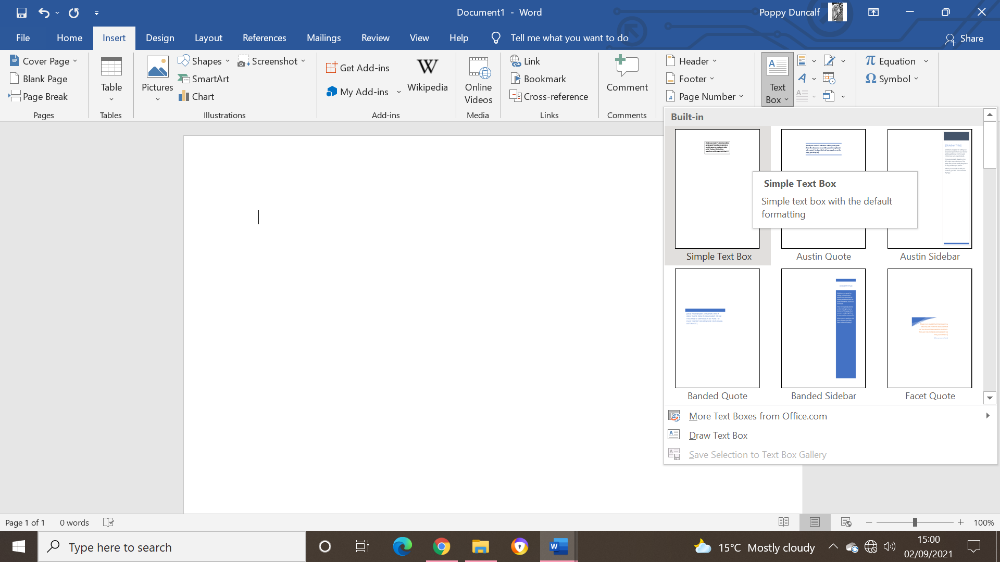 Document1 - Word
Poppy Duncalf
File Home Insert Design Layout References Mailings Review View Help Tell me what you want to do Share
Cover Page
Blank Page
Page Break
Pages
Table
Tables
Pictures
Shapes
SmartArt
Chart
Screenshot
Illustrations
Get Add-ins
My Add-ins
Wikipedia
Add-ins
Online
Videos
Media
Link
Bookmark
Cross-reference
Links
Comment
Comments
Header
Footer
Page Number
Text
Box
Equation
Symbol
Built-in
Simple Text Box
Simple text box with the default
formatting
Simple Text Box Austin Quote Austin Sidebar
Banded Quote Banded Sidebar Facet Quote
More Text Boxes from Office.com
Draw Text Box
Save Selection to Text Box Gallery
Page 1 of 1 0 words 100%
Type here to search
15°C Mostly cloudy
15:00
02/09/2021